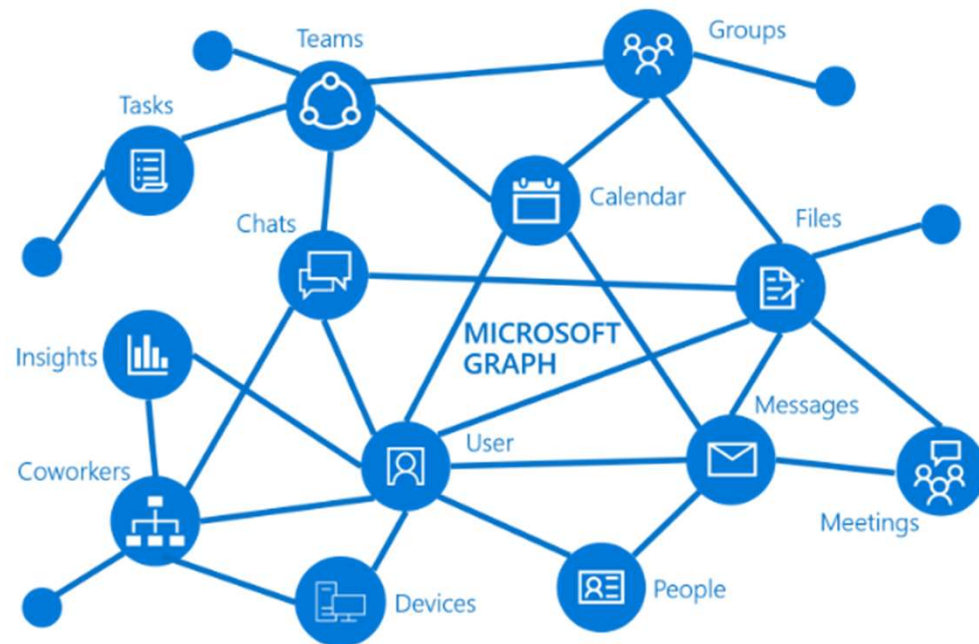 Teams
Groups
Tasks
Calendar
Chats
Files
MICROSOFT
GRAPH
Insights
Messages
User
Coworkers
Meetings
Devices
People